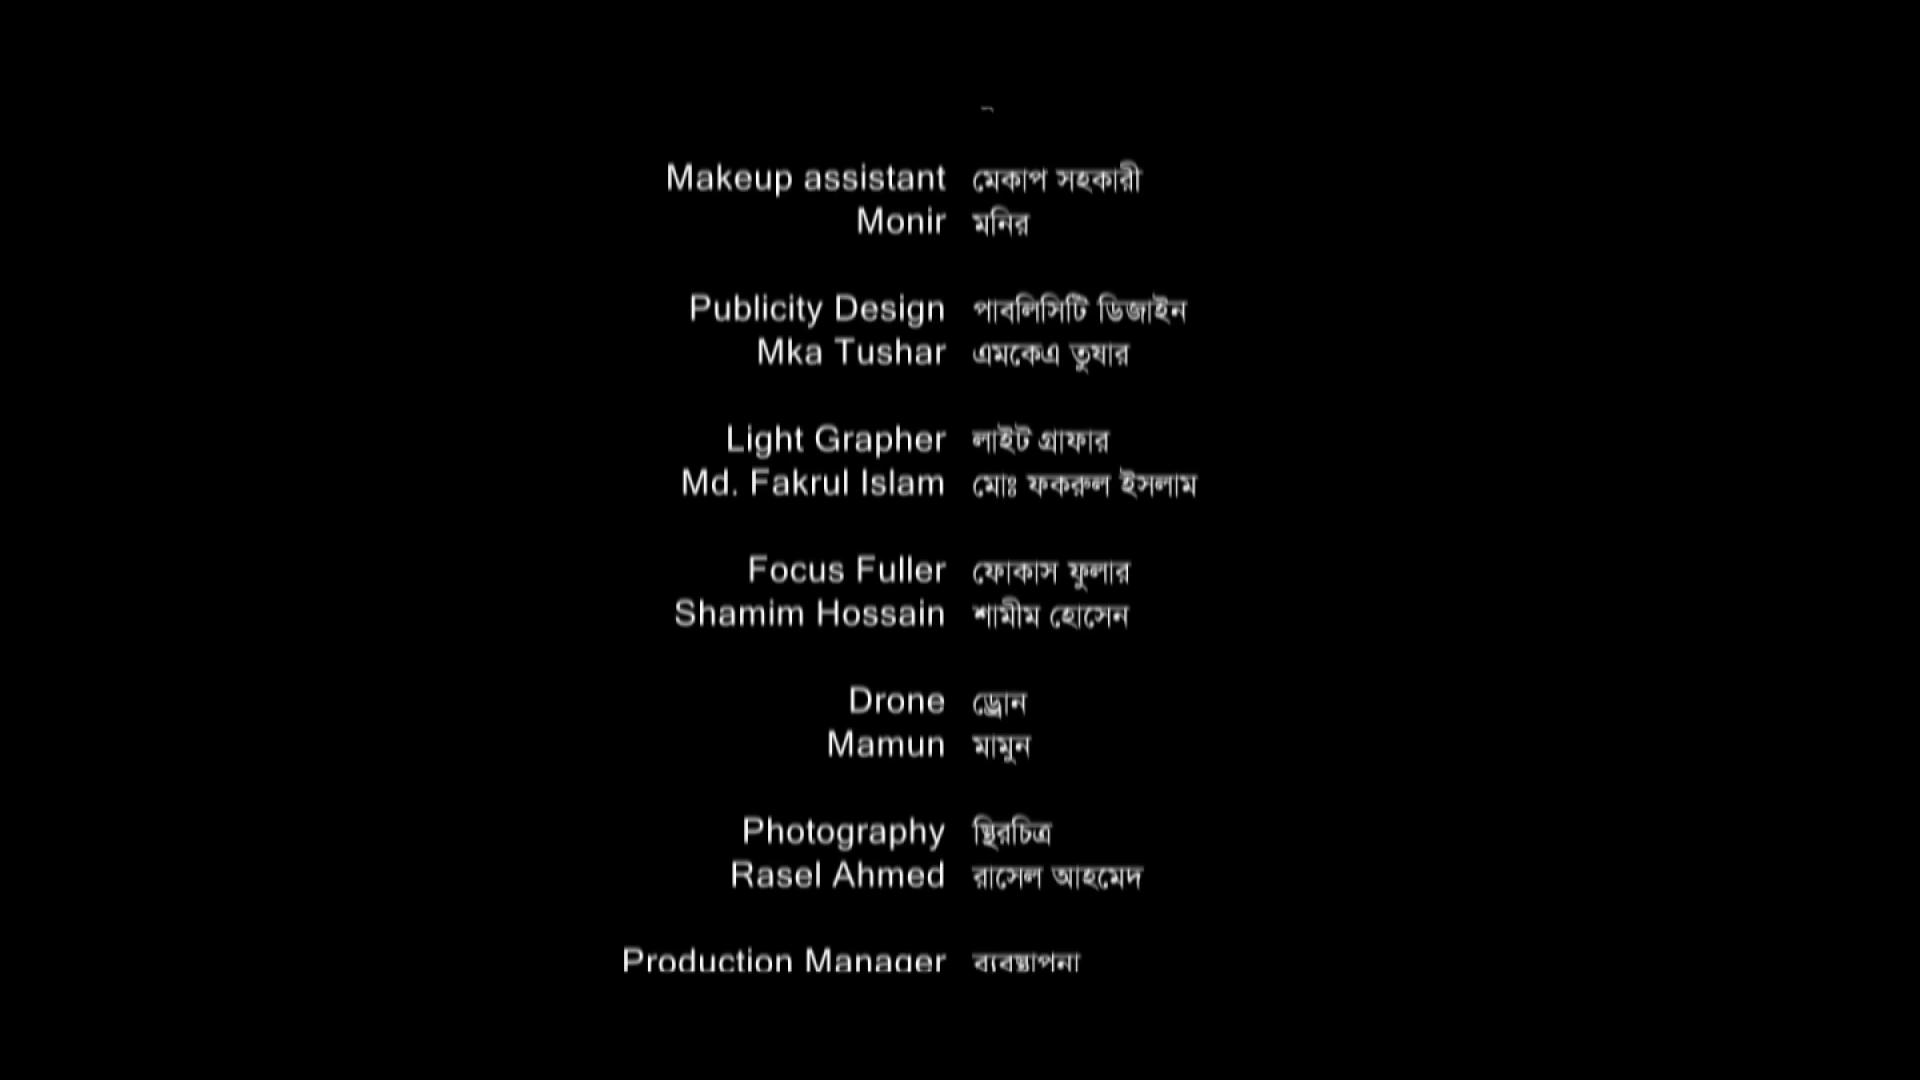 Makeup assistant মেকাপ সহকারী
Monir মনির
Publicity Design পাবলিসিটি ডিজাইন
Mka Tushar এমকেএ তুষার
Light Grapher লাইট গ্রাফার
Md. Fakrul Islam মোঃ ফকরুল ইসলাম
Focus Fuller ফোকাস ফুলার
Shamim Hossain শামীম হোসেন
Drone ড্রোন
Mamun মামুন
Photography স্থিরচিত্র
Rasel Ahmed রাসেল আহমেদ
Production Manager ব্যবস্থাপনা